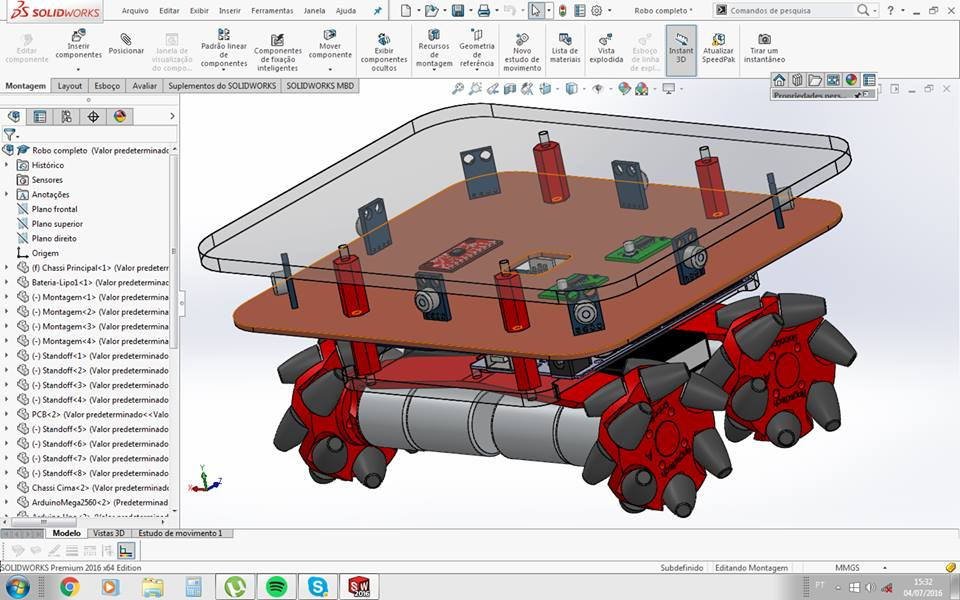 SOLIDWORKS
Arquivo Editar Exibir Inserir Ferramentas Janela Ajuda
Robo completo *
Comandos de pesquisa
Editar componente
Inserir componentes
Posicionar
Janela de visualização do compo...
Padrão linear de componentes
Componentes de fixação inteligentes
Mover componente
Exibir componentes ocultos
Recursos de montagem
Geometria de referência
Novo estudo de movimento
Lista de materiais
Vista explodida
Esboço de linha de expl...
Instant 3D
Atualizar SpeedPak
Tirar um instantâneo
Montagem Layout Esboço Avaliar Suplementos do SOLIDWORKS SOLIDWORKS MBD
Propriedades pers...
Robo completo (Valor predeterminado
Histórico
Sensores
Anotações
Plano frontal
Plano superior
Plano direito
Origem
(f) Chassi Principal<1> (Valor predeter
Bateria-Lipo1<1> (Valor predetermina
(-) Montagem<1> (Valor predetermina
(-) Montagem<2> (Valor predetermina
(-) Montagem<3> (Valor predetermina
(-) Montagem<4> (Valor predetermina
(-) Standoff<1> (Valor predeterminado
(-) Standoff<2> (Valor predeterminado
(-) Standoff<3> (Valor predeterminado
(-) Standoff<4> (Valor predeterminado
PCB<2> (Valor predeterminado<<Valo
(-) Standoff<5> (Valor predeterminado
(-) Standoff<6> (Valor predeterminado
(-) Standoff<7> (Valor predeterminado
(-) Standoff<8> (Valor predeterminado
Chassi Cima<2> (Valor predeterminado
ArduinoMega2560<2> (Predeterminad
Y
X
Z
Modelo Vistas 3D Estudo de movimento 1
SOLIDWORKS Premium 2016 x64 Edition
Subdefinido Editando Montagem MMGS
PT
15:32
04/07/2016